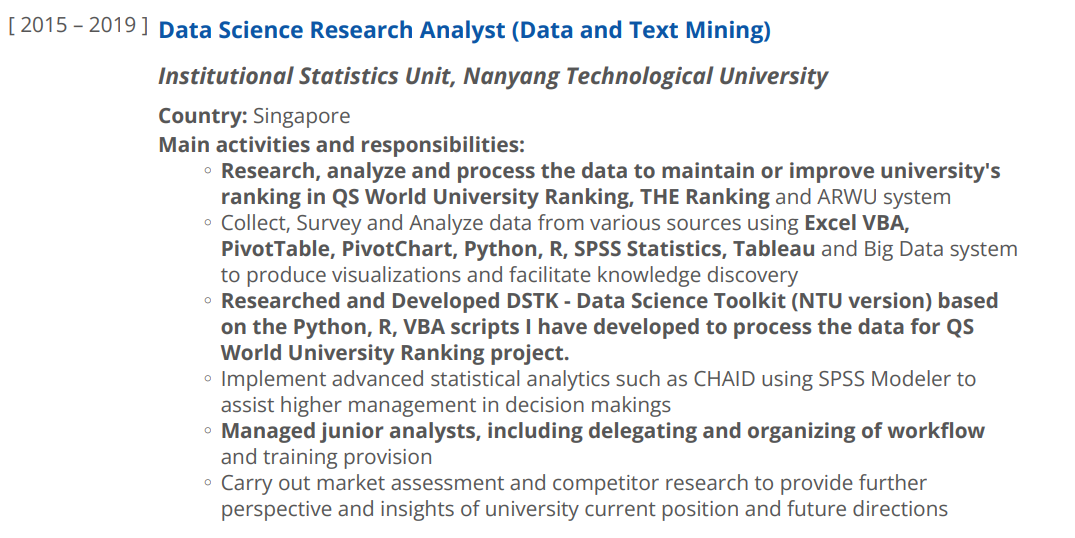 [ 2015 – 2019 ] Data Science Research Analyst (Data and Text Mining)
Institutional Statistics Unit, Nanyang Technological University
Country: Singapore
Main activities and responsibilities:
◦ Research, analyze and process the data to maintain or improve university's
ranking in QS World University Ranking, THE Ranking and ARWU system
◦ Collect, Survey and Analyze data from various sources using Excel VBA,
PivotTable, PivotChart, Python, R, SPSS Statistics, Tableau and Big Data system
to produce visualizations and facilitate knowledge discovery
◦ Researched and Developed DSTK - Data Science Toolkit (NTU version) based
on the Python, R, VBA scripts I have developed to process the data for QS
World University Ranking project.
◦ Implement advanced statistical analytics such as CHAID using SPSS Modeler to
assist higher management in decision makings
◦ Managed junior analysts, including delegating and organizing of workflow
and training provision
◦ Carry out market assessment and competitor research to provide further
perspective and insights of university current position and future directions